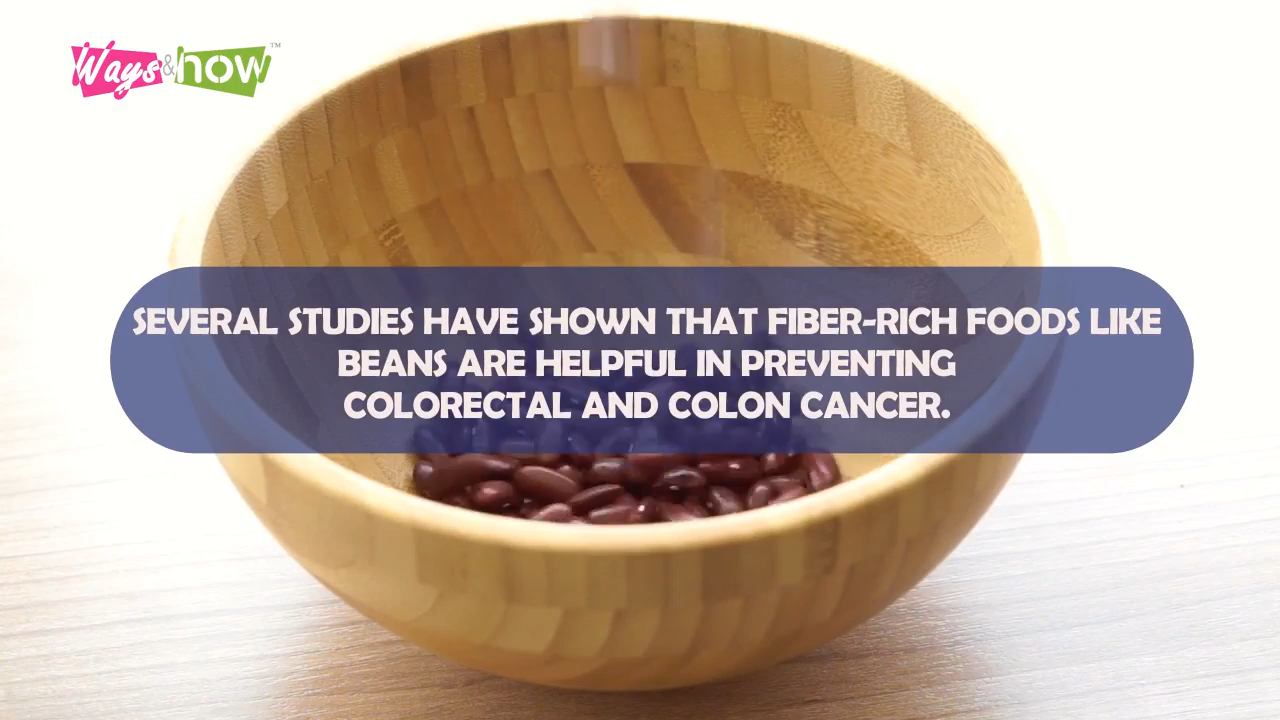 Ways&how™
SEVERAL STUDIES HAVE SHOWN THAT FIBER-RICH FOODS LIKE
BEANS ARE HELPFUL IN PREVENTING
COLORECTAL AND COLON CANCER.